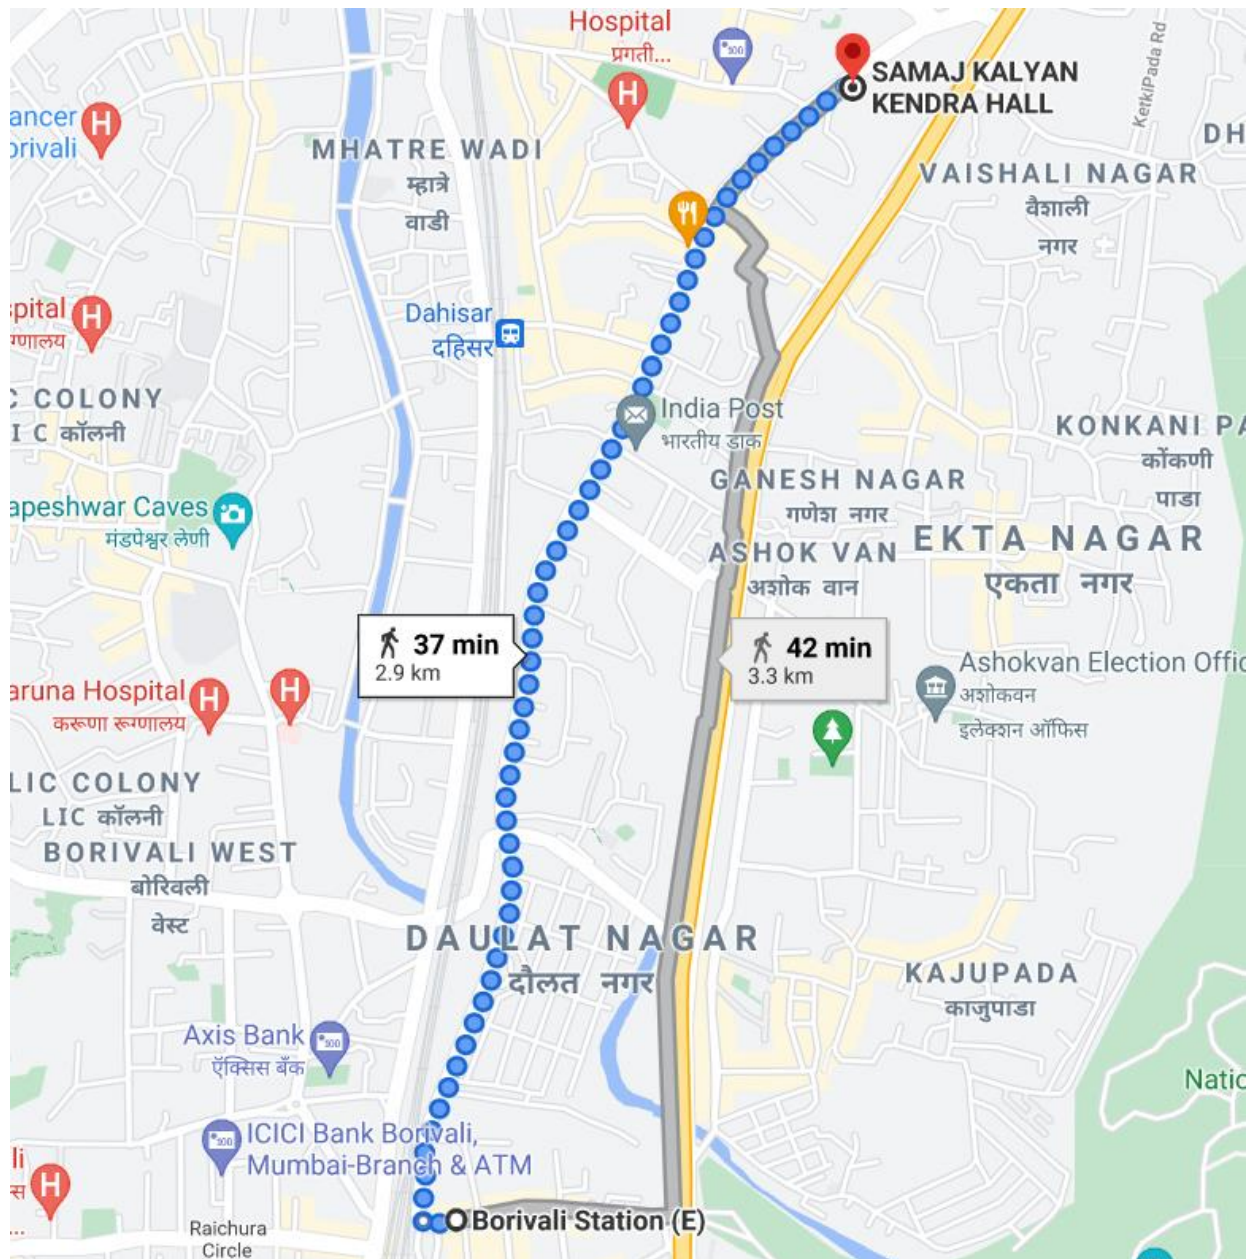 Hospital
प्रगती...
SAMAJ KALYAN
KENDRA HALL
KetkiPada Rd
ancer
orivali
MHATRE WADI
म्हात्रे
वाडी
DH
VAISHALI NAGAR
वैशाली
नगर
spital
ग्णालय
Dahisar
दहिसर
C COLONY
I C कॉलनी
India Post
भारतीय डाक
KONKANI PA
कोंकणी
पाडा
GANESH NAGAR
गणेश नगर
apeshwar Caves
मंडपेश्वर लेणी
ASHOK VAN
अशोक वान
EKTA NAGAR
एकता नगर
37 min
2.9 km
42 min
3.3 km
Ashokvan Election Offic
अशोकवन
इलेक्शन ऑफिस
aruna Hospital
करूणा रूग्णालय
LIC COLONY
LIC कॉलनी
BORIVALI WEST
बोरिवली
वेस्ट
DAULAT NAGAR
दौलत नगर
KAJUPADA
काजुपाडा
Axis Bank
ऍक्सिस बँक
Natio
ICICI Bank Borivali,
Mumbai-Branch & ATM
li
स
...
Borivali Station (E)
Raichura
Circle